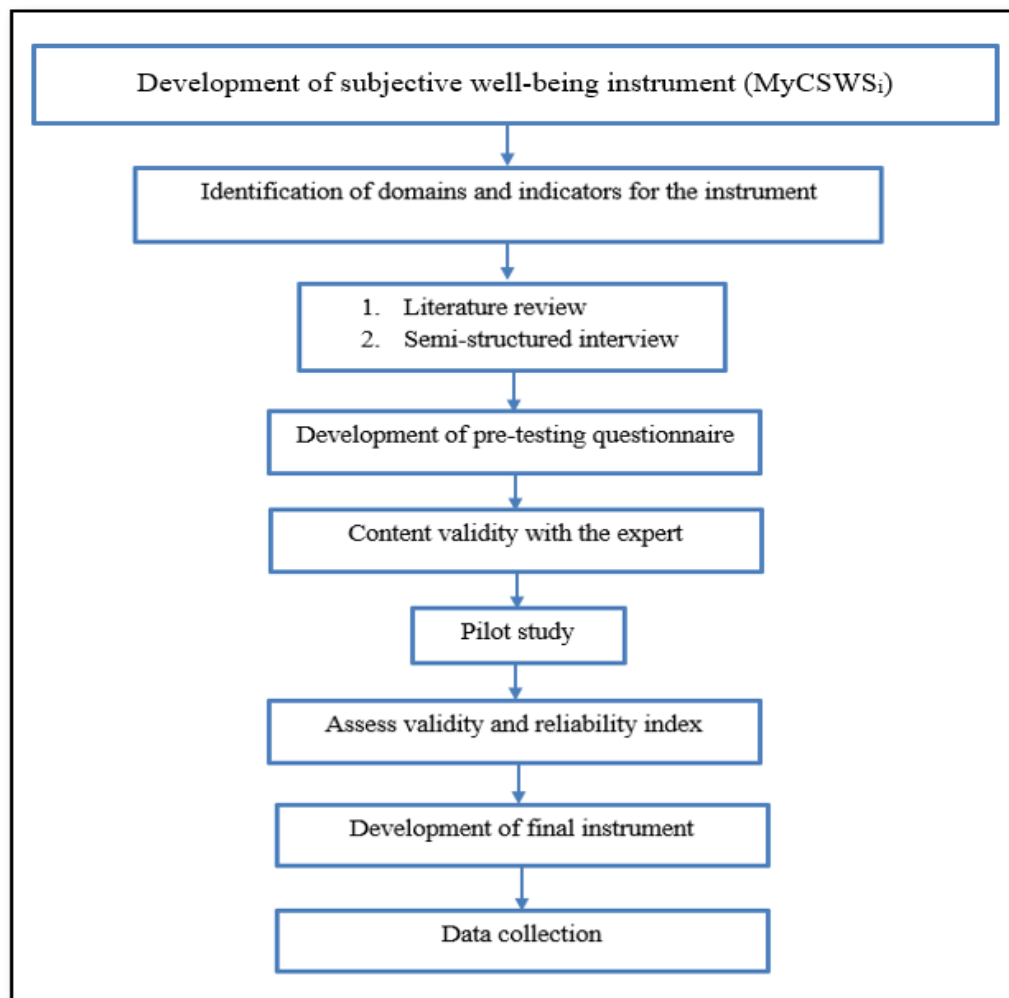 Development of subjective well-being instrument (MyCSWSᵢ)
Identification of domains and indicators for the instrument
1. Literature review
2. Semi-structured interview
Development of pre-testing questionnaire
Content validity with the expert
Pilot study
Assess validity and reliability index
Development of final instrument
Data collection